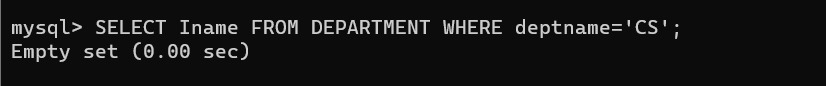 mysql> SELECT Iname FROM DEPARTMENT WHERE deptname='CS';
Empty set (0.00 sec)